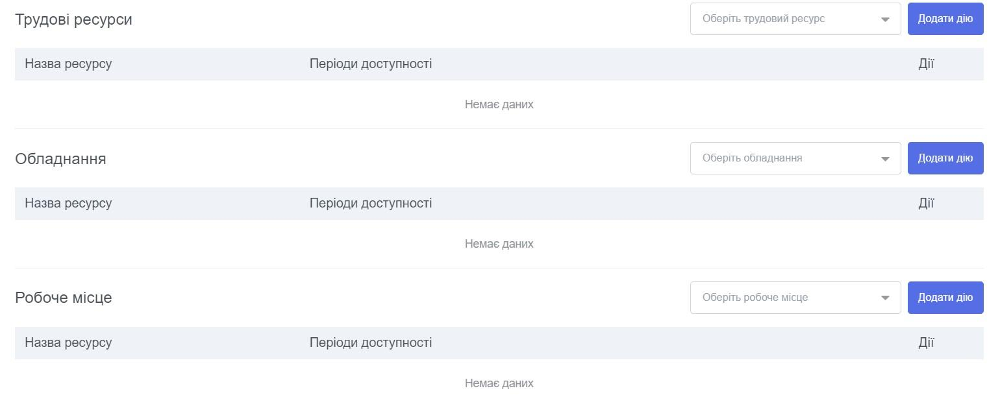 Трудові ресурси
Оберіть трудовий ресурс
Додати дію
Назва ресурсу Періоди доступності Дії
Немає даних
Обладнання
Оберіть обладнання
Додати дію
Назва ресурсу Періоди доступності Дії
Немає даних
Робоче місце
Оберіть робоче місце
Додати дію
Назва ресурсу Періоди доступності Дії
Немає даних